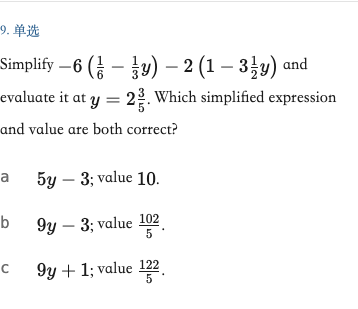 9. 单选
Simplify −6 (1/6 − 1/3 y) − 2 (1 − 3 1/2 y) and
evaluate it at y = 2 3/5. Which simplified expression
and value are both correct?
a 5y − 3; value 10.
b 9y − 3; value 102/5.
c 9y + 1; value 122/5.